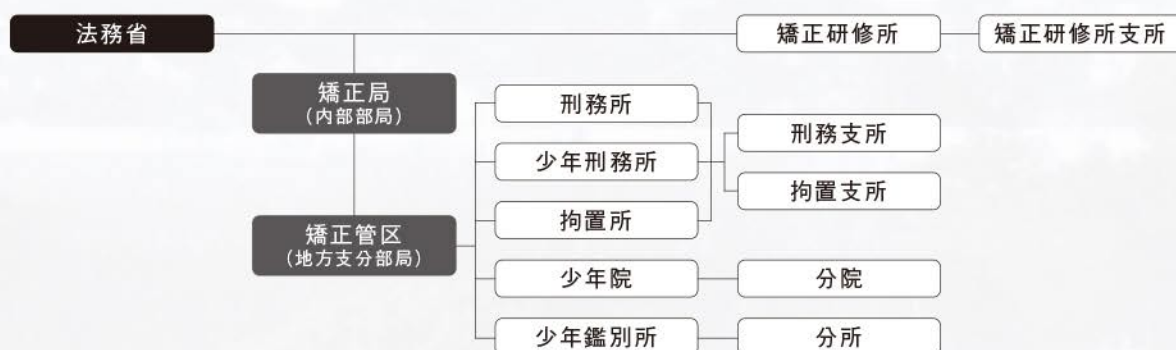 法務省
矯正研修所
矯正研修所支所
矯正局
（内部部局）
刑務所
刑務支所
少年刑務所
拘置支所
拘置所
矯正管区
（地方支分部局）
少年院
分院
少年鑑別所
分所